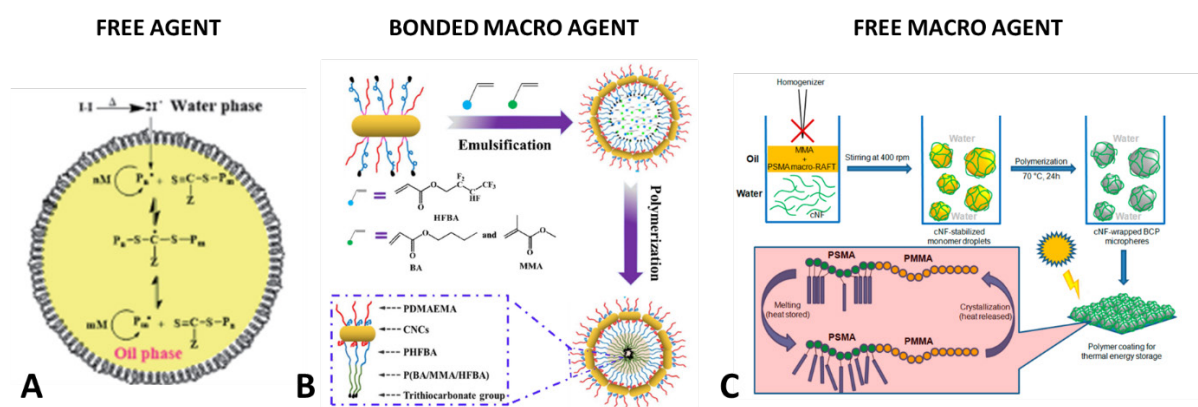 FREE AGENT
BONDED MACRO AGENT
FREE MACRO AGENT
I-I Δ 2I• Water phase
nM Pn• + S=C-S-Pm
Z
Pn-S-C-S-Pm
Z
mM Pm• + S=C-S-Pn
Z
Oil phase
A
Emulsification
F2
C
O
CF3
C
HF
O
HFBA
O
O
BA
and
O
O
MMA
Polymerization
PDMAEMA
CNCs
PHFBA
P(BA/MMA/HFBA)
Trithiocarbonate group
B
Homogenizer
Oil
MMA
+
PSMA macro-RAFT
Water
cNF
Stirring at 400 rpm
Water
Water
cNF-stabilized
monomer droplets
Polymerization
70 °C, 24h
Water
Water
cNF-wrapped BCP
micropheres
PSMA
PMMA
Melting
(heat stored)
Crystallization
(heat released)
PSMA
PMMA
Polymer coating for
thermal energy storage
C